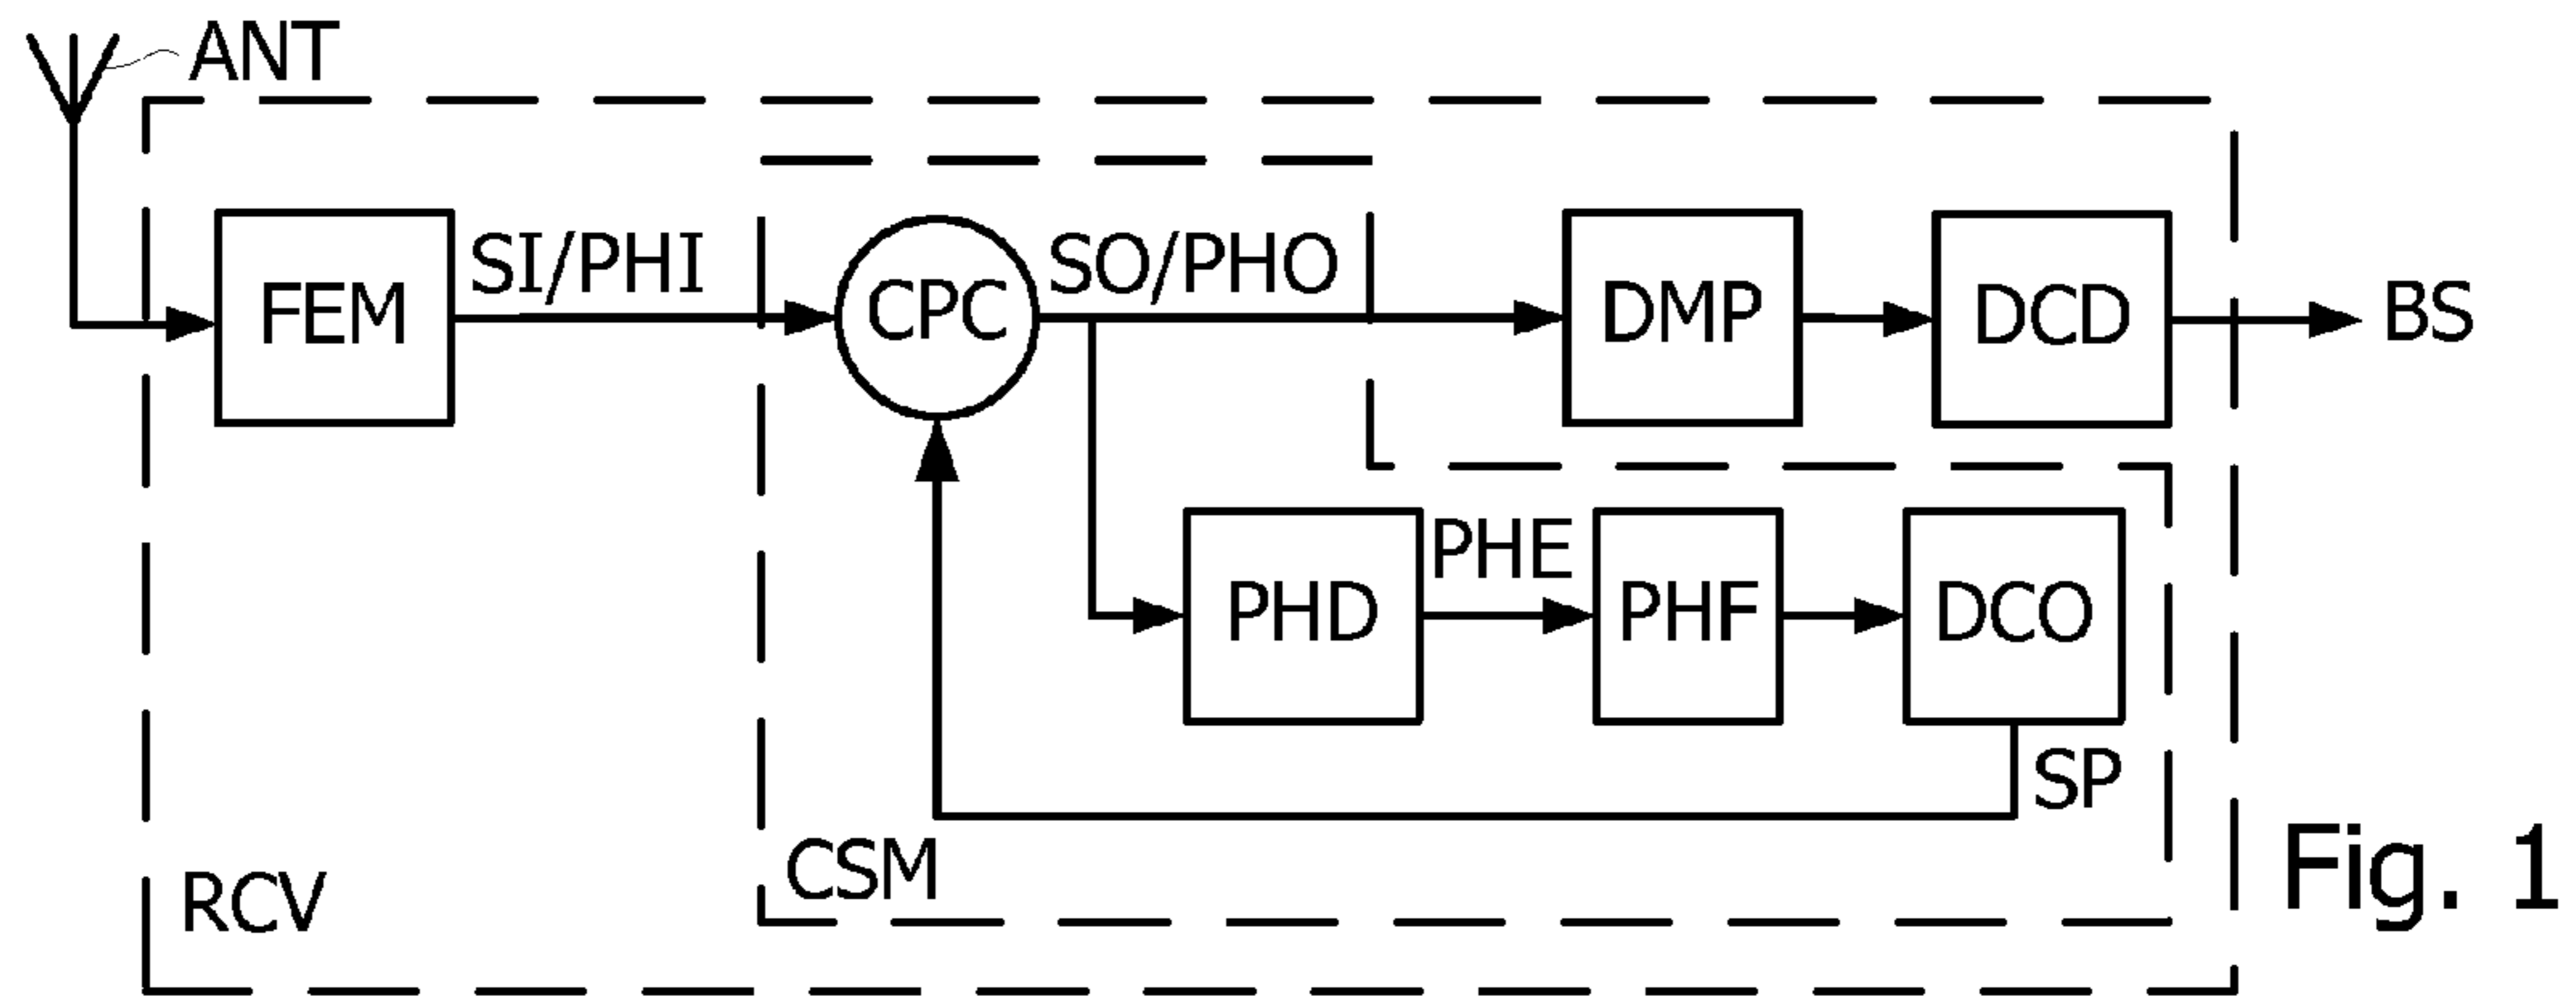 ANT
FEM
SI/PHI
CPC
SO/PHO
DMP
DCD
BS
PHD
PHE
PHF
DCO
SP
CSM
RCV
Fig. 1